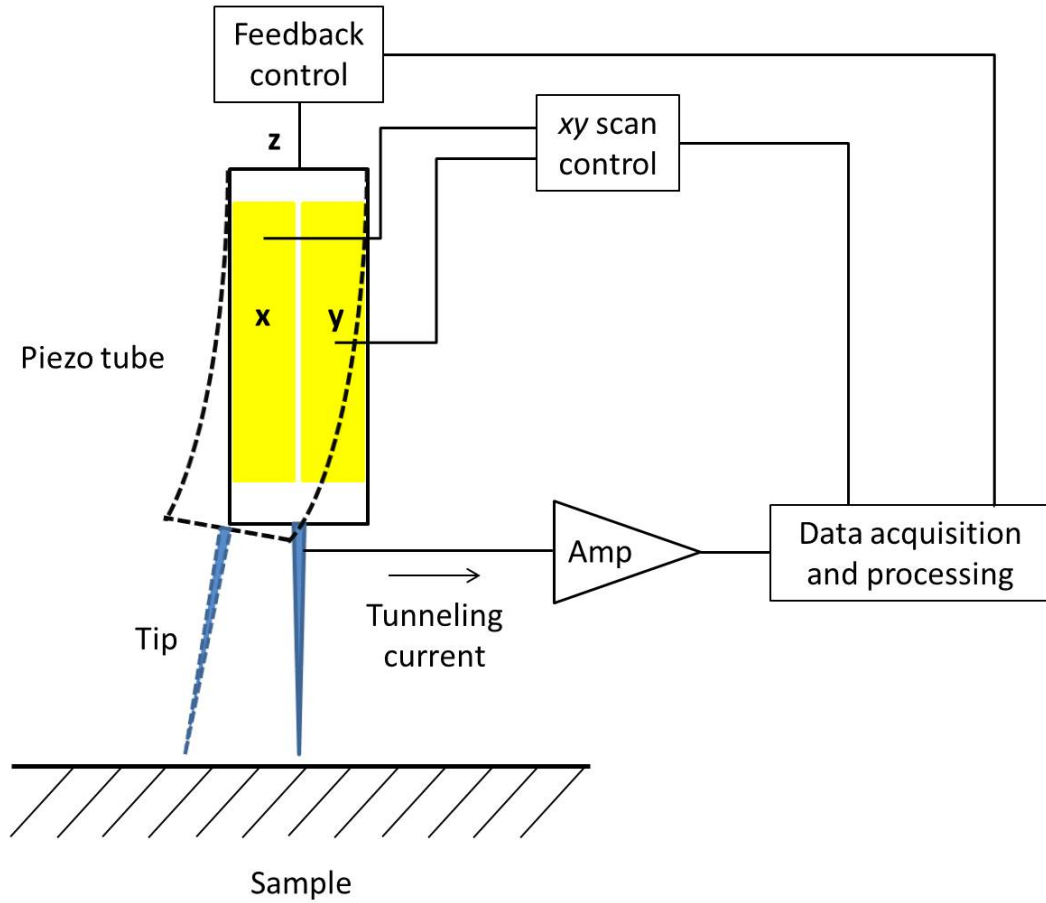 Feedback
control
z
xy scan
control
x
y
Piezo tube
Amp
Data acquisition
and processing
Tunneling
current
Tip
Sample